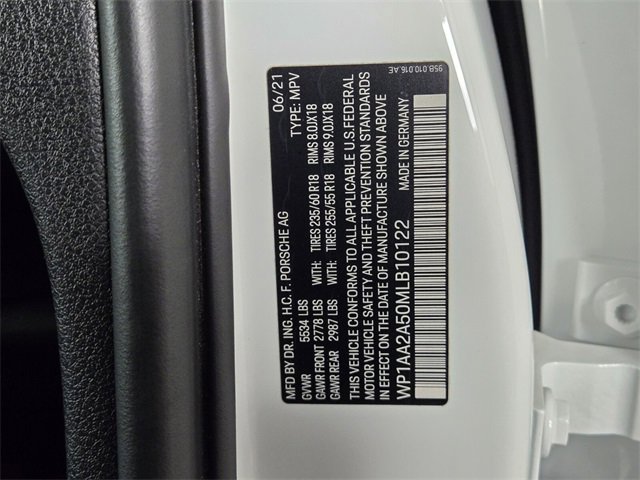 MFD BY DR. ING. H.C. F. PORSCHE AG 06/21
GVWR 5534 LBS TYPE: MPV
GAWR FRONT 2778 LBS WITH: TIRES 235/60 R18 RIMS 8.0JX18
GAWR REAR 2987 LBS WITH: TIRES 255/55 R18 RIMS 9.0JX18
THIS VEHICLE CONFORMS TO ALL APPLICABLE U.S. FEDERAL
MOTOR VEHICLE SAFETY AND THEFT PREVENTION STANDARDS
IN EFFECT ON THE DATE OF MANUFACTURE SHOWN ABOVE
WP1AA2A50MLB10122 MADE IN GERMANY
95B.010.016.AE